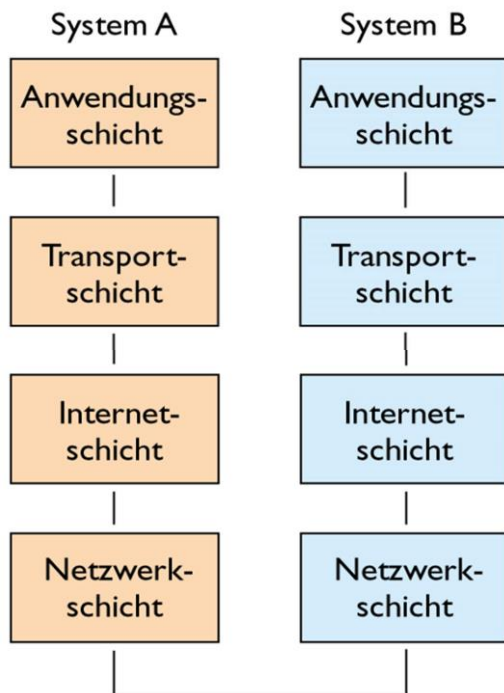 System A
System B
Anwendungs-
schicht
Anwendungs-
schicht
Transport-
schicht
Transport-
schicht
Internet-
schicht
Internet-
schicht
Netzwerk-
schicht
Netzwerk-
schicht